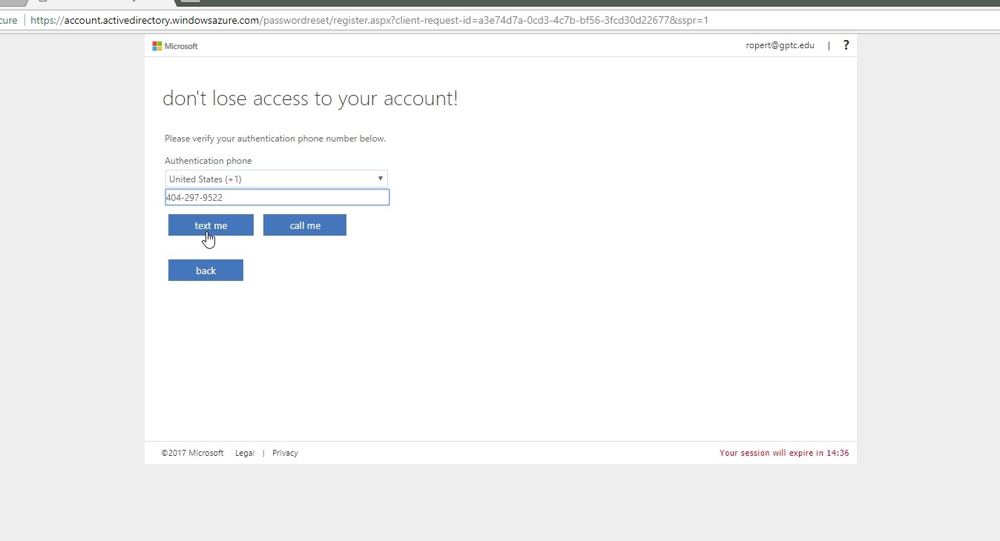 cure | https://account.activedirectory.windowsazure.com/passwordreset/register.aspx?client-request-id=a3e74d7a-0cd3-4c7b-bf56-3fcd30d22677&sspr=1
Microsoft ropert@gptc.edu | ?
don't lose access to your account!
Please verify your authentication phone number below.
Authentication phone
United States (+1)
404-297-9522
text me call me
back
©2017 Microsoft Legal | Privacy Your session will expire in 14:36